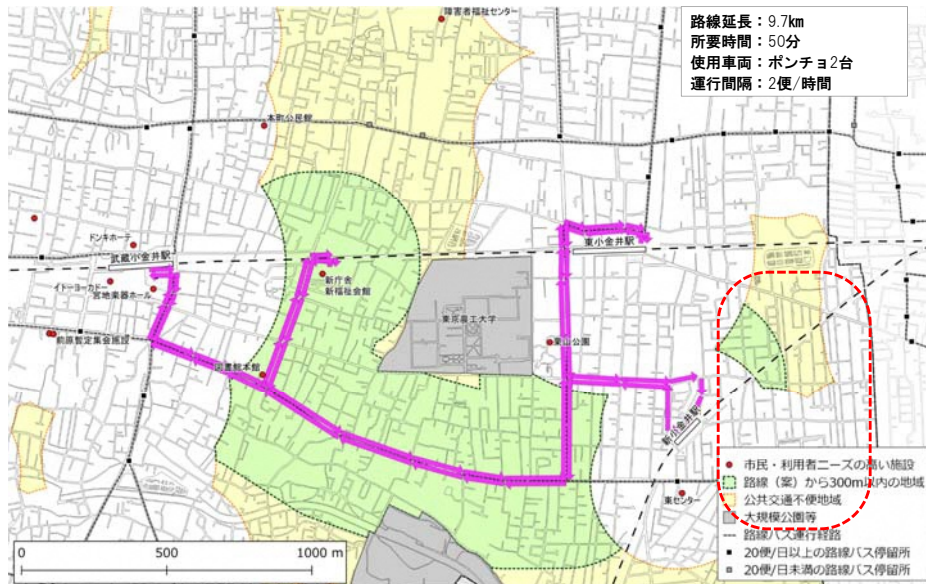 障害者福祉センター
路線延長：9.7km
所要時間：50分
使用車両：ポンチョ2台
運行間隔：2便/時間
本町公民館
ドンキホーテ
武蔵小金井駅
東小金井駅
イトーヨーカドー
宮地楽器ホール
新庁舎
新福祉会館
東京農工大学
前原暫定集会施設
栗山公園
図書館本館
新小金井駅
東センター
市民・利用者ニーズの高い施設
路線（案）から300m以内の地域
公共交通不便地域
大規模公園等
路線バス運行経路
20便/日以上の路線バス停留所
20便/日未満の路線バス停留所
0 500 1000 m